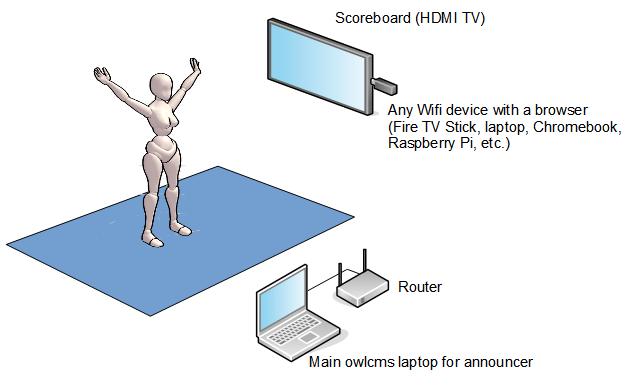 Scoreboard (HDMI TV)
Any Wifi device with a browser
(Fire TV Stick, laptop, Chromebook,
Raspberry Pi, etc.)
Router
Main owlcms laptop for announcer